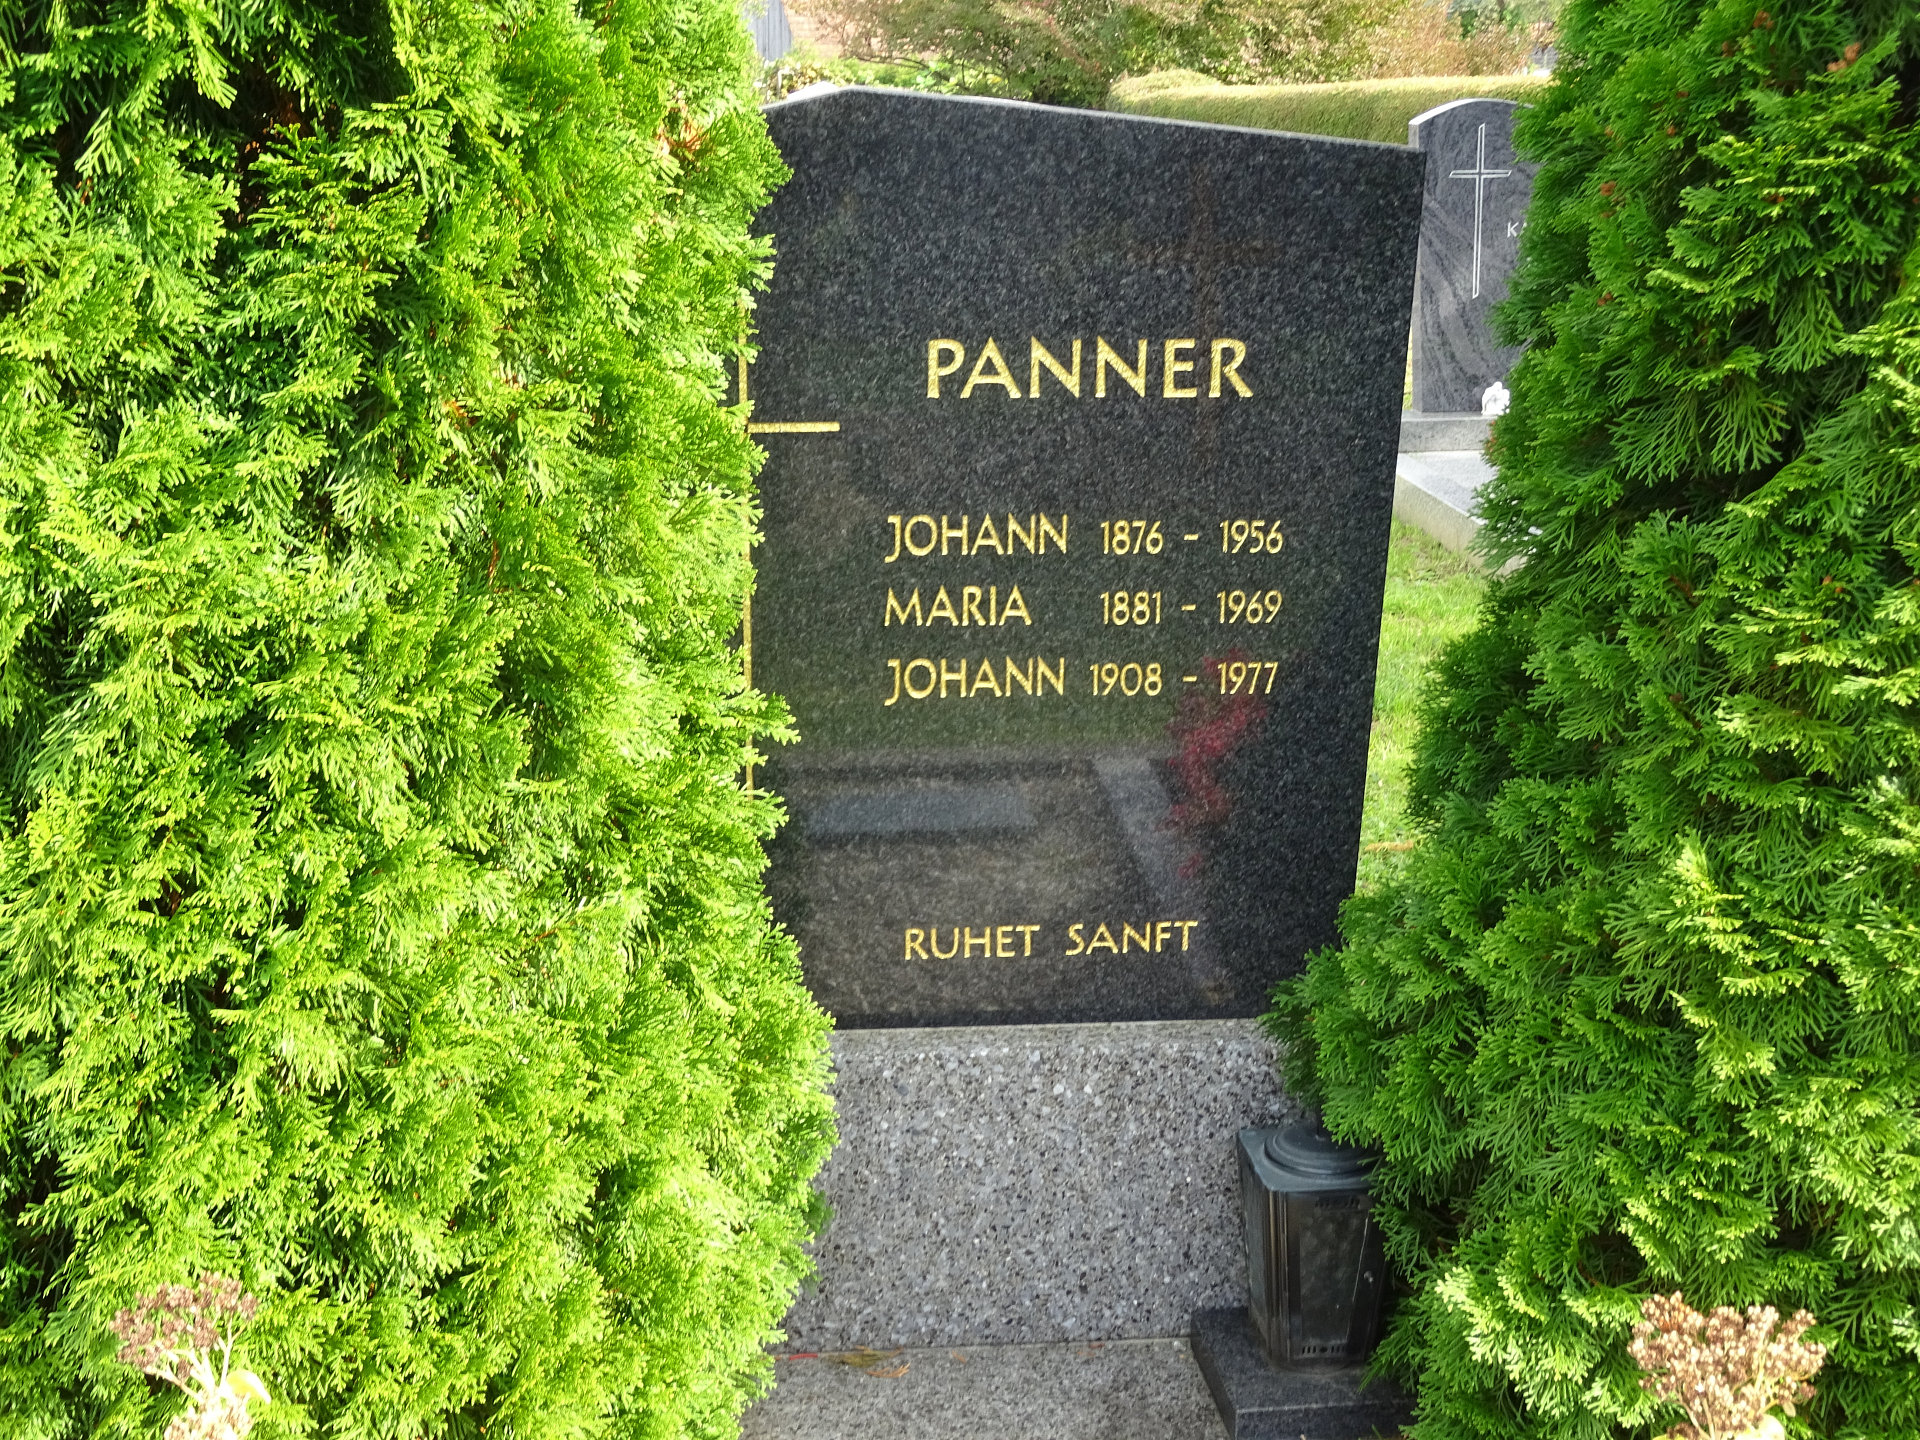 PANNER
JOHANN 1876 - 1956
MARIA 1881 - 1969
JOHANN 1908 - 1977
RUHET SANFT